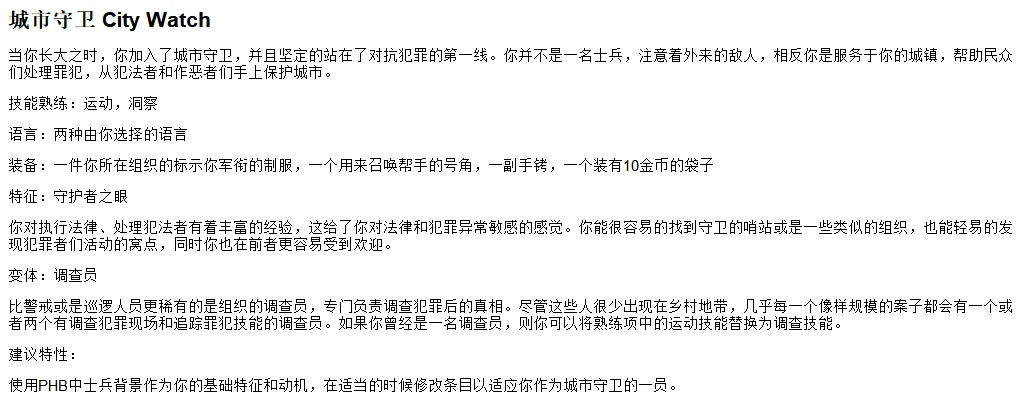 城市守卫 City Watch
当你长大之时，你加入了城市守卫，并且坚定的站在了对抗犯罪的第一线。你并不是一名士兵，注意着外来的敌人，相反你是服务于你的城镇，帮助民众
们处理罪犯，从犯法者和作恶者们手上保护城市。
技能熟练：运动，洞察
语言：两种由你选择的语言
装备：一件你所在组织的标示你军衔的制服，一个用来召唤帮手的号角，一副手铐，一个装有10金币的袋子
特征：守护者之眼
你对执行法律、处理犯法者有着丰富的经验，这给了你对法律和犯罪异常敏感的感觉。你能很容易的找到守卫的哨站或是一些类似的组织，也能轻易的发
现犯罪者们活动的窝点，同时你也在前者更容易受到欢迎。
变体：调查员
比警戒或是巡逻人员更稀有的是组织的调查员，专门负责调查犯罪后的真相。尽管这些人很少出现在乡村地带，几乎每一个像样规模的案子都会有一个或
者两个有调查犯罪现场和追踪罪犯技能的调查员。如果你曾经是一名调查员，则你可以将熟练项中的运动技能替换为调查技能。
建议特性：
使用PHB中士兵背景作为你的基础特征和动机，在适当的时候修改条目以适应你作为城市守卫的一员。